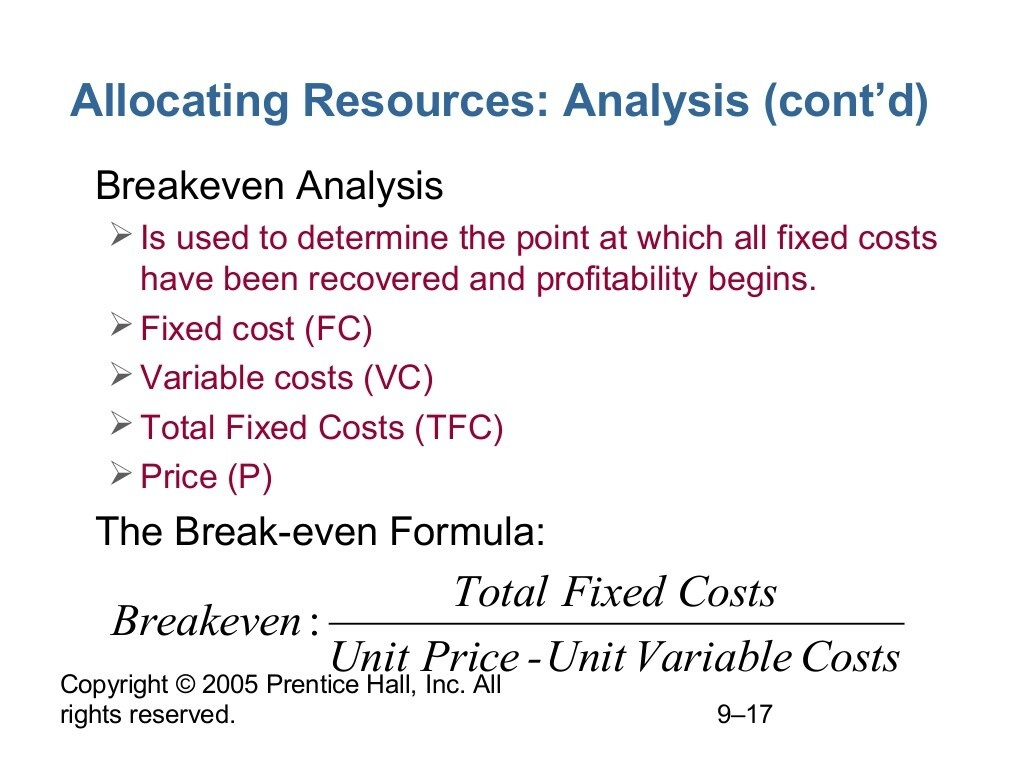 Allocating Resources: Analysis (cont’d)
Breakeven Analysis
➢ Is used to determine the point at which all fixed costs
have been recovered and profitability begins.
➢ Fixed cost (FC)
➢ Variable costs (VC)
➢ Total Fixed Costs (TFC)
➢ Price (P)
The Break-even Formula:
Total Fixed Costs
Breakeven :
Unit Price - Unit Variable Costs
Copyright © 2005 Prentice Hall, Inc. All
rights reserved.
9–17